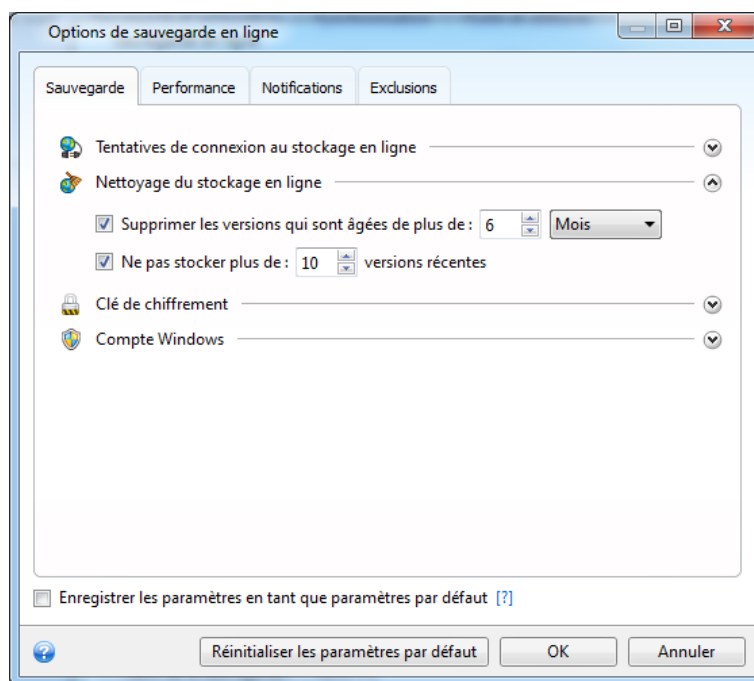 Options de sauvegarde en ligne
Sauvegarde Performance Notifications Exclusions
Tentatives de connexion au stockage en ligne
Nettoyage du stockage en ligne
Supprimer les versions qui sont âgées de plus de : 6 Mois
Ne pas stocker plus de : 10 versions récentes
Clé de chiffrement
Compte Windows
Enregistrer les paramètres en tant que paramètres par défaut [?]
Réinitialiser les paramètres par défaut OK Annuler